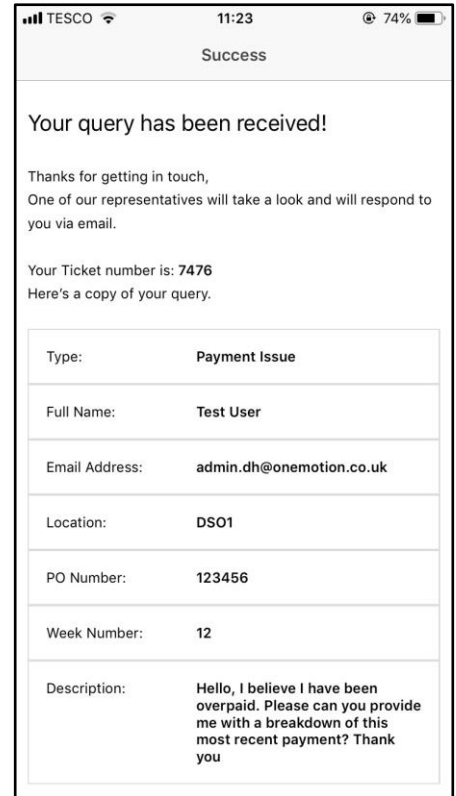 TESCO 11:23 74%
Success
Your query has been received!
Thanks for getting in touch,
One of our representatives will take a look and will respond to
you via email.
Your Ticket number is: 7476
Here's a copy of your query.
Type: Payment Issue
Full Name: Test User
Email Address: admin.dh@onemotion.co.uk
Location: DSO1
PO Number: 123456
Week Number: 12
Description: Hello, I believe I have been
overpaid. Please can you provide
me with a breakdown of this
most recent payment? Thank
you